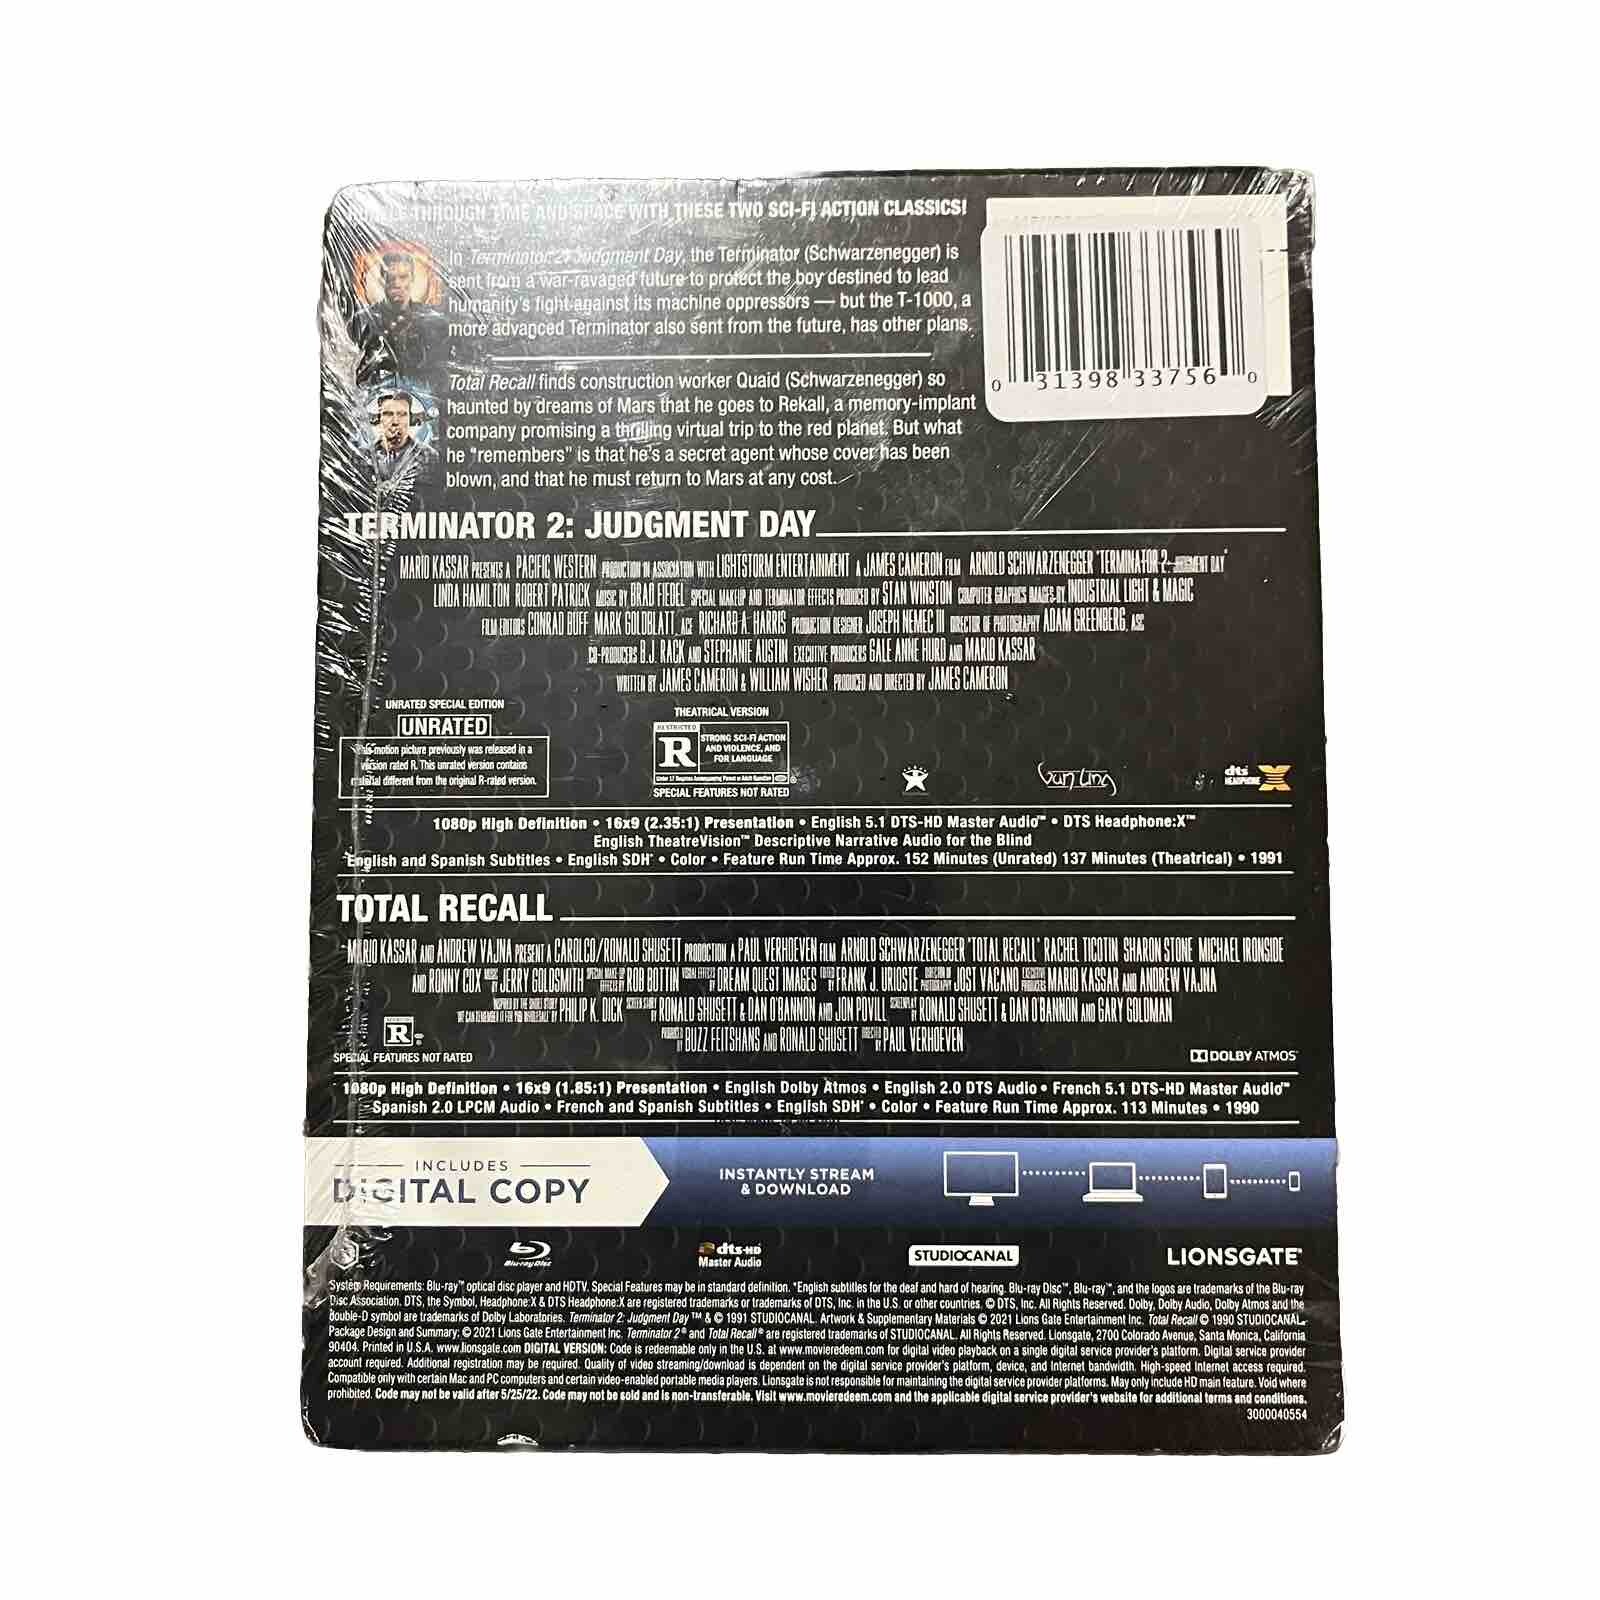 THROUGH TIME AND SPACE WITH THESE TWO SCI-FI ACTION CLASSICS!
In Terminator 2: Judgment Day, the Terminator (Schwarzenegger) is
sent from a war-ravaged future to protect the boy destined to lead
humanity's fight against its machine oppressors — but the T-1000, a
more advanced Terminator also sent from the future, has other plans.
Total Recall finds construction worker Quaid (Schwarzenegger) so
haunted by dreams of Mars that he goes to Rekall, a memory-implant
company promising a thrilling virtual trip to the red planet. But what
he "remembers" is that he's a secret agent whose cover has been
blown, and that he must return to Mars at any cost.
0 31398 33756 0
TERMINATOR 2: JUDGMENT DAY
MARIO KASSAR PRESENTS A PACIFIC WESTERN PRODUCTION IN ASSOCIATION WITH LIGHTSTORM ENTERTAINMENT A JAMES CAMERON FILM ARNOLD SCHWARZENEGGER "TERMINATOR 2: JUDGMENT DAY"
LINDA HAMILTON ROBERT PATRICK MUSIC BY BRAD FIEDEL SPECIAL MAKEUP AND TERMINATOR EFFECTS PRODUCED BY STAN WINSTON COMPUTER GRAPHICS IMAGES BY INDUSTRIAL LIGHT & MAGIC
FILM EDITORS CONRAD BUFF MARK GOLDBLATT, ACE RICHARD A. HARRIS PRODUCTION DESIGNER JOSEPH NEMEC III DIRECTOR OF PHOTOGRAPHY ADAM GREENBERG, ASC
CO-PRODUCERS B.J. RACK AND STEPHANIE AUSTIN EXECUTIVE PRODUCERS GALE ANNE HURD AND MARIO KASSAR
WRITTEN BY JAMES CAMERON & WILLIAM WISHER PRODUCED AND DIRECTED BY JAMES CAMERON
UNRATED SPECIAL EDITION
UNRATED
This motion picture previously was released in a
version rated R. This unrated version contains
material different from the original R-rated version.
THEATRICAL VERSION
RESTRICTED
R
STRONG SCI-FI ACTION
AND VIOLENCE, AND
FOR LANGUAGE
Under 17 Requires Accompanying Parent or Adult Guardian
SPECIAL FEATURES NOT RATED
dts
HEADPHONE X
1080p High Definition • 16x9 (2.35:1) Presentation • English 5.1 DTS-HD Master Audio™ • DTS Headphone:X™
English TheatreVision™ Descriptive Narrative Audio for the Blind
English and Spanish Subtitles • English SDH* • Color • Feature Run Time Approx. 152 Minutes (Unrated) 137 Minutes (Theatrical) • 1991
TOTAL RECALL
MARIO KASSAR AND ANDREW VAJNA PRESENT A CAROLCO/RONALD SHUSETT PRODUCTION A PAUL VERHOEVEN FILM ARNOLD SCHWARZENEGGER "TOTAL RECALL" RACHEL TICOTIN SHARON STONE MICHAEL IRONSIDE
AND RONNY COX MUSIC BY JERRY GOLDSMITH SPECIAL MAKE-UP EFFECTS BY ROB BOTTIN VISUAL EFFECTS BY DREAM QUEST IMAGES EDITED BY FRANK J. URIOSTE DIRECTOR OF PHOTOGRAPHY JOST VACANO EXECUTIVE PRODUCERS MARIO KASSAR AND ANDREW VAJNA
INSPIRED BY THE SHORT STORY "WE CAN REMEMBER IT FOR YOU WHOLESALE" BY PHILIP K. DICK SCREEN STORY BY RONALD SHUSETT & DAN O'BANNON AND JON POVILL SCREENPLAY BY RONALD SHUSETT & DAN O'BANNON AND GARY GOLDMAN
PRODUCED BY BUZZ FEITSHANS AND RONALD SHUSETT DIRECTED BY PAUL VERHOEVEN
R
SPECIAL FEATURES NOT RATED
DOLBY ATMOS
1080p High Definition • 16x9 (1.85:1) Presentation • English Dolby Atmos • English 2.0 DTS Audio • French 5.1 DTS-HD Master Audio™
Spanish 2.0 LPCM Audio • French and Spanish Subtitles • English SDH* • Color • Feature Run Time Approx. 113 Minutes • 1990
INCLUDES
DIGITAL COPY
INSTANTLY STREAM
& DOWNLOAD
Blu-ray Disc
dts-HD
Master Audio
STUDIOCANAL
LIONSGATE®
System Requirements: Blu-ray™ optical disc player and HDTV. Special Features may be in standard definition. *English subtitles for the deaf and hard of hearing. Blu-ray Disc™, Blu-ray™, and the logos are trademarks of the Blu-ray
Disc Association. DTS, the Symbol, Headphone:X & DTS Headphone:X are registered trademarks or trademarks of DTS, Inc. in the U.S. or other countries. © DTS, Inc. All Rights Reserved. Dolby, Dolby Audio, Dolby Atmos and the
double-D symbol are trademarks of Dolby Laboratories. Terminator 2: Judgment Day ™ & © 1991 STUDIOCANAL. Artwork & Supplementary Materials © 2021 Lions Gate Entertainment Inc. Total Recall © 1990 STUDIOCANAL.
Package Design and Summary: © 2021 Lions Gate Entertainment Inc. Terminator 2® and Total Recall® are registered trademarks of STUDIOCANAL. All Rights Reserved. Lionsgate, 2700 Colorado Avenue, Santa Monica, California
90404. Printed in U.S.A. www.lionsgate.com DIGITAL VERSION: Code is redeemable only in the U.S. at www.movieredeem.com for digital video playback on a single digital service provider's platform. Digital service provider
account required. Additional registration may be required. Quality of video streaming/download is dependent on the digital service provider's platform, device, and Internet bandwidth. High-speed Internet access required.
Compatible only with certain Mac and PC computers and certain video-enabled portable media players. Lionsgate is not responsible for maintaining the digital service provider platforms. May only include HD main feature. Void where
prohibited. Code may not be valid after 5/25/22. Code may not be sold and is non-transferable. Visit www.movieredeem.com and the applicable digital service provider's website for additional terms and conditions.
3000040554